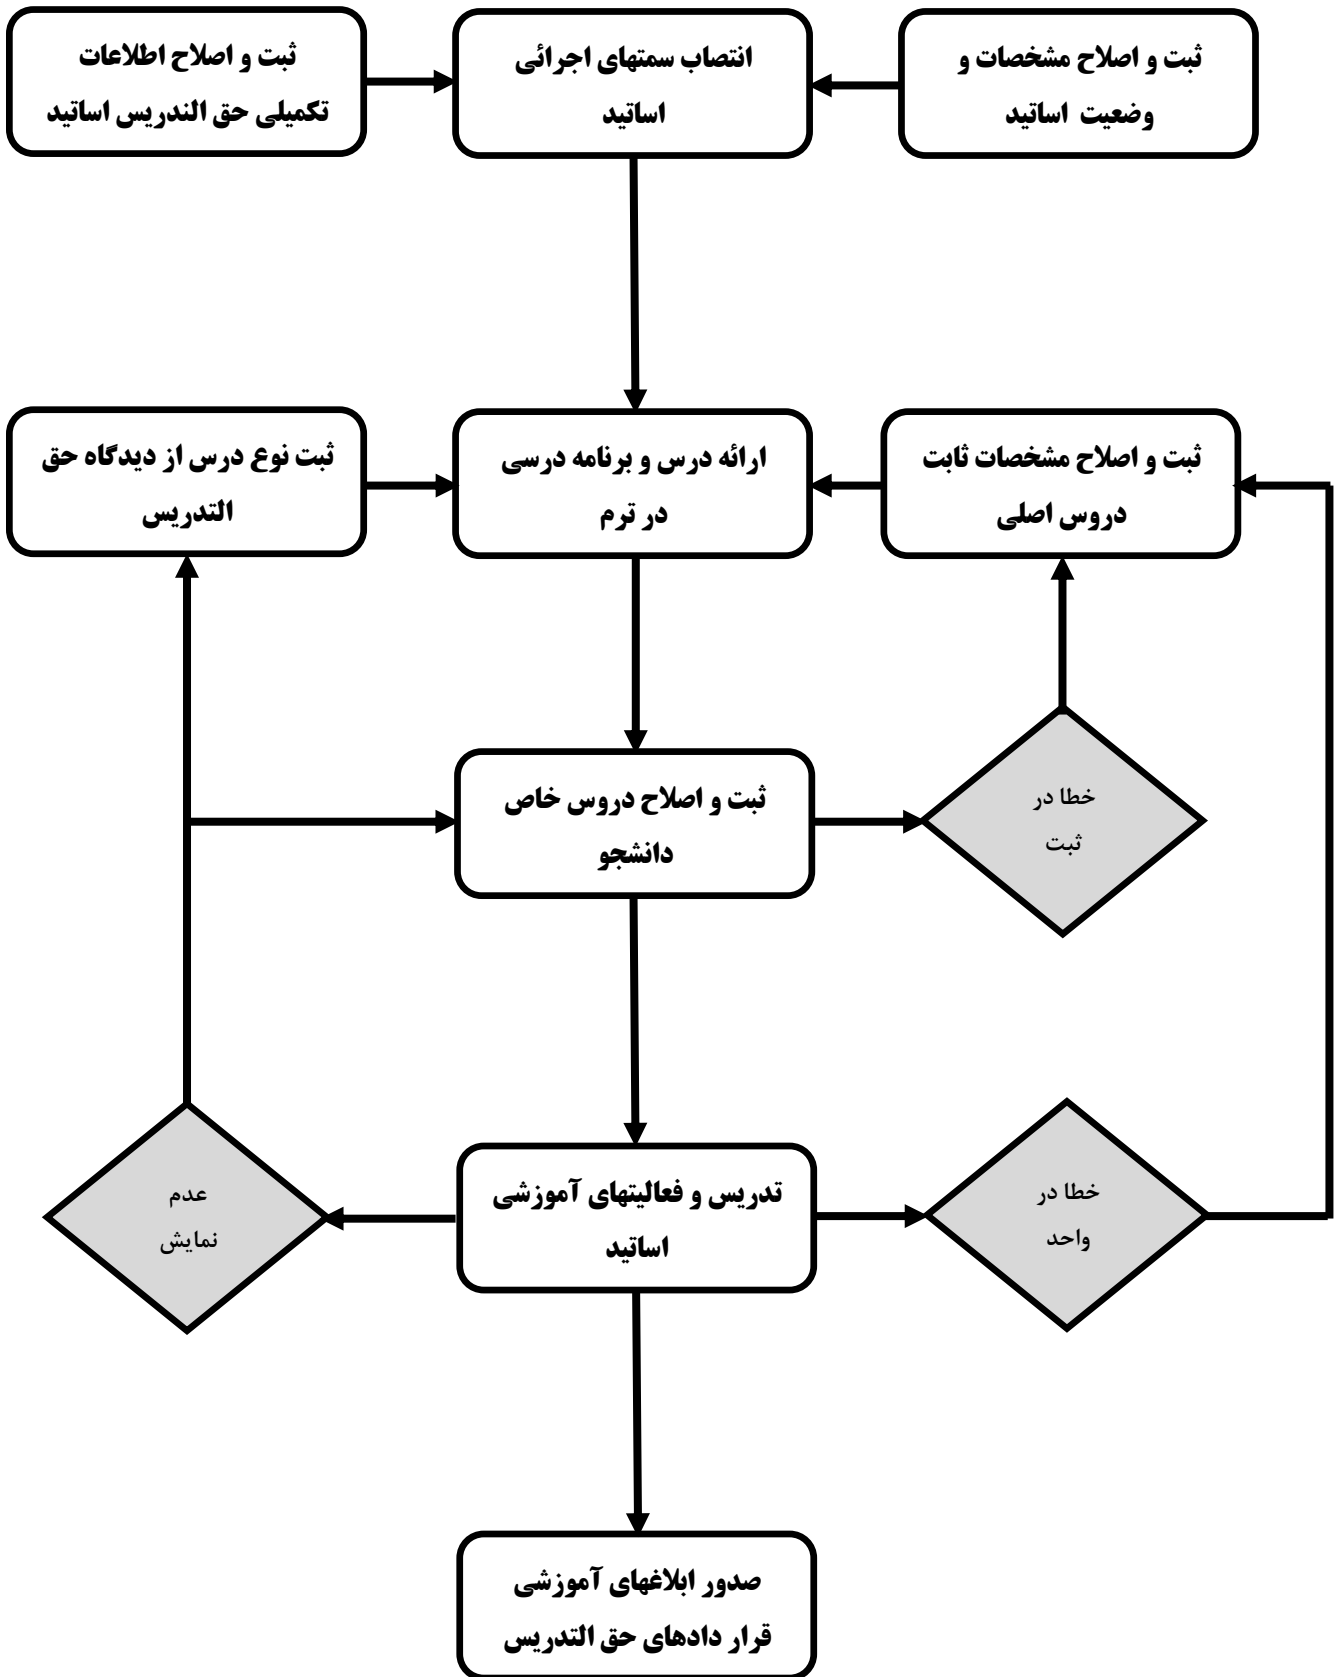 ثبت و اصلاح مشخصات و
وضعیت اساتید
انتصاب سمتهای اجرائی
اساتید
ثبت و اصلاح اطلاعات
تکمیلی حق الندریس اساتید
ثبت و اصلاح مشخصات ثابت
دروس اصلی
ارائه درس و برنامه درسی
در ترم
ثبت نوع درس از دیدگاه حق
التدریس
خطا در
ثبت
ثبت و اصلاح دروس خاص
دانشجو
خطا در
واحد
تدریس و فعالیتهای آموزشی
اساتید
عدم
نمایش
صدور ابلاغهای آموزشی
قرار دادهای حق التدریس